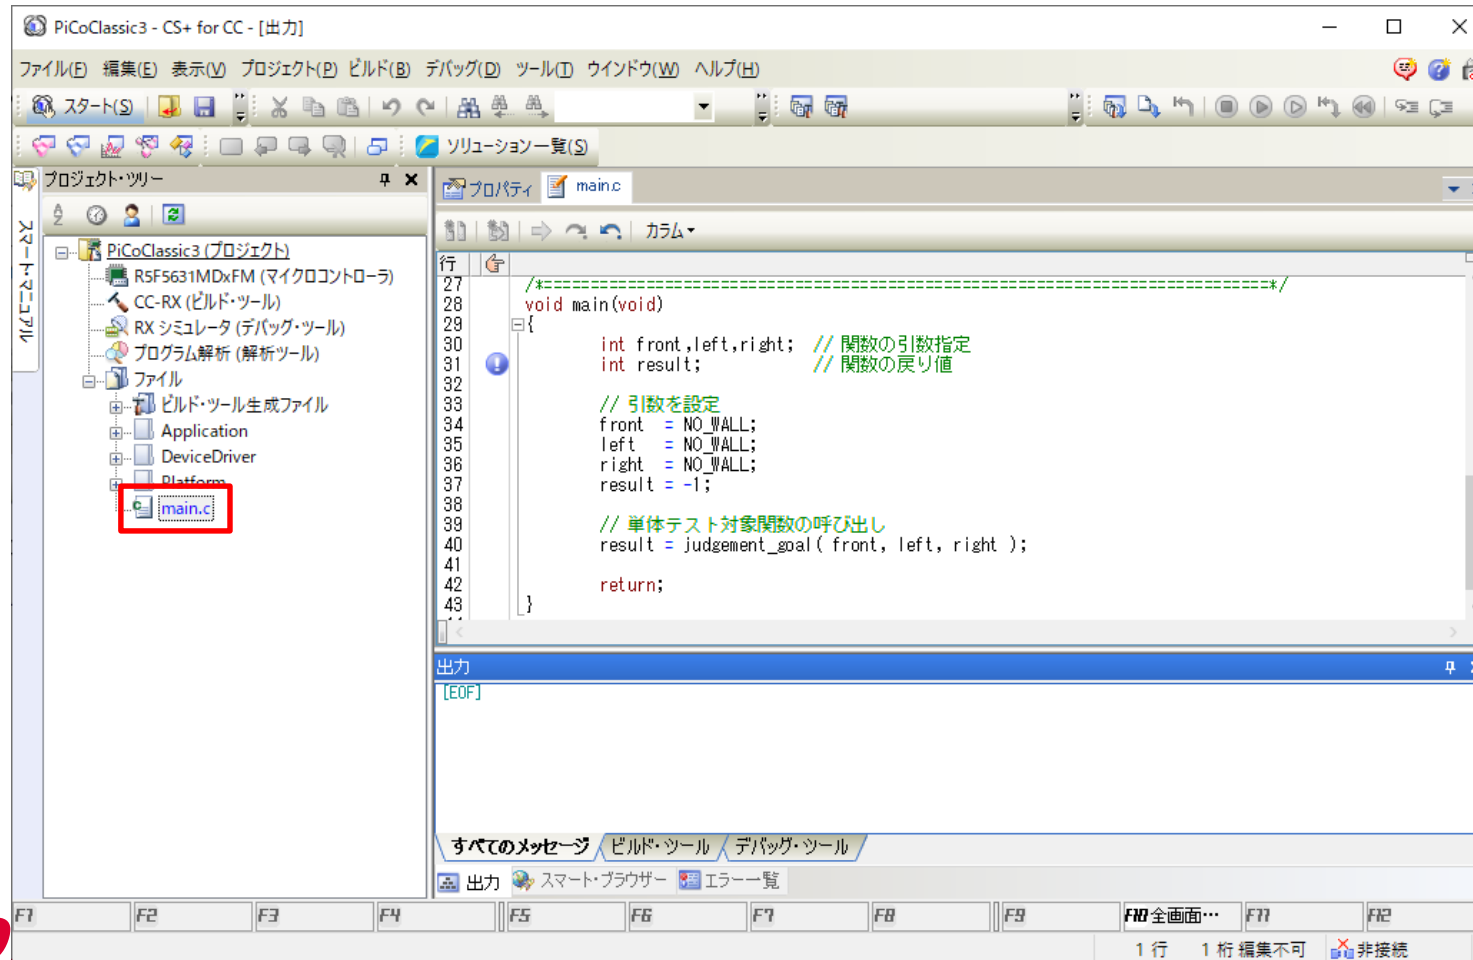 PiCoClassic3 - CS+ for CC - [出力]
ファイル(F) 編集(E) 表示(V) プロジェクト(P) ビルド(B) デバッグ(D) ツール(T) ウインドウ(W) ヘルプ(H)
スタート(S)
ソリューション一覧(S)
スマート・マニュアル
プロジェクト・ツリー
PiCoClassic3 (プロジェクト)
R5F5631MDxFM (マイクロコントローラ)
CC-RX (ビルド・ツール)
RX シミュレータ (デバッグ・ツール)
プログラム解析 (解析ツール)
ファイル
ビルド・ツール生成ファイル
Application
DeviceDriver
Platform
main.c
プロパティ main.c
カラム
行
27 /*=====================================================================*/
28 void main(void)
29 {
30 int front,left,right; // 関数の引数指定
31 int result; // 関数の戻り値
32
33 // 引数を設定
34 front = NO_WALL;
35 left = NO_WALL;
36 right = NO_WALL;
37 result = -1;
38
39 // 単体テスト対象関数の呼び出し
40 result = judgement_goal( front, left, right );
41
42 return;
43 }
出力
[EOF]
すべてのメッセージ ビルド・ツール デバッグ・ツール
出力 スマート・ブラウザー エラー一覧
F1 F2 F3 F4 F5 F6 F7 F8 F9 F10 全画面… F11 F12
1 行 1 桁 編集不可 非接続